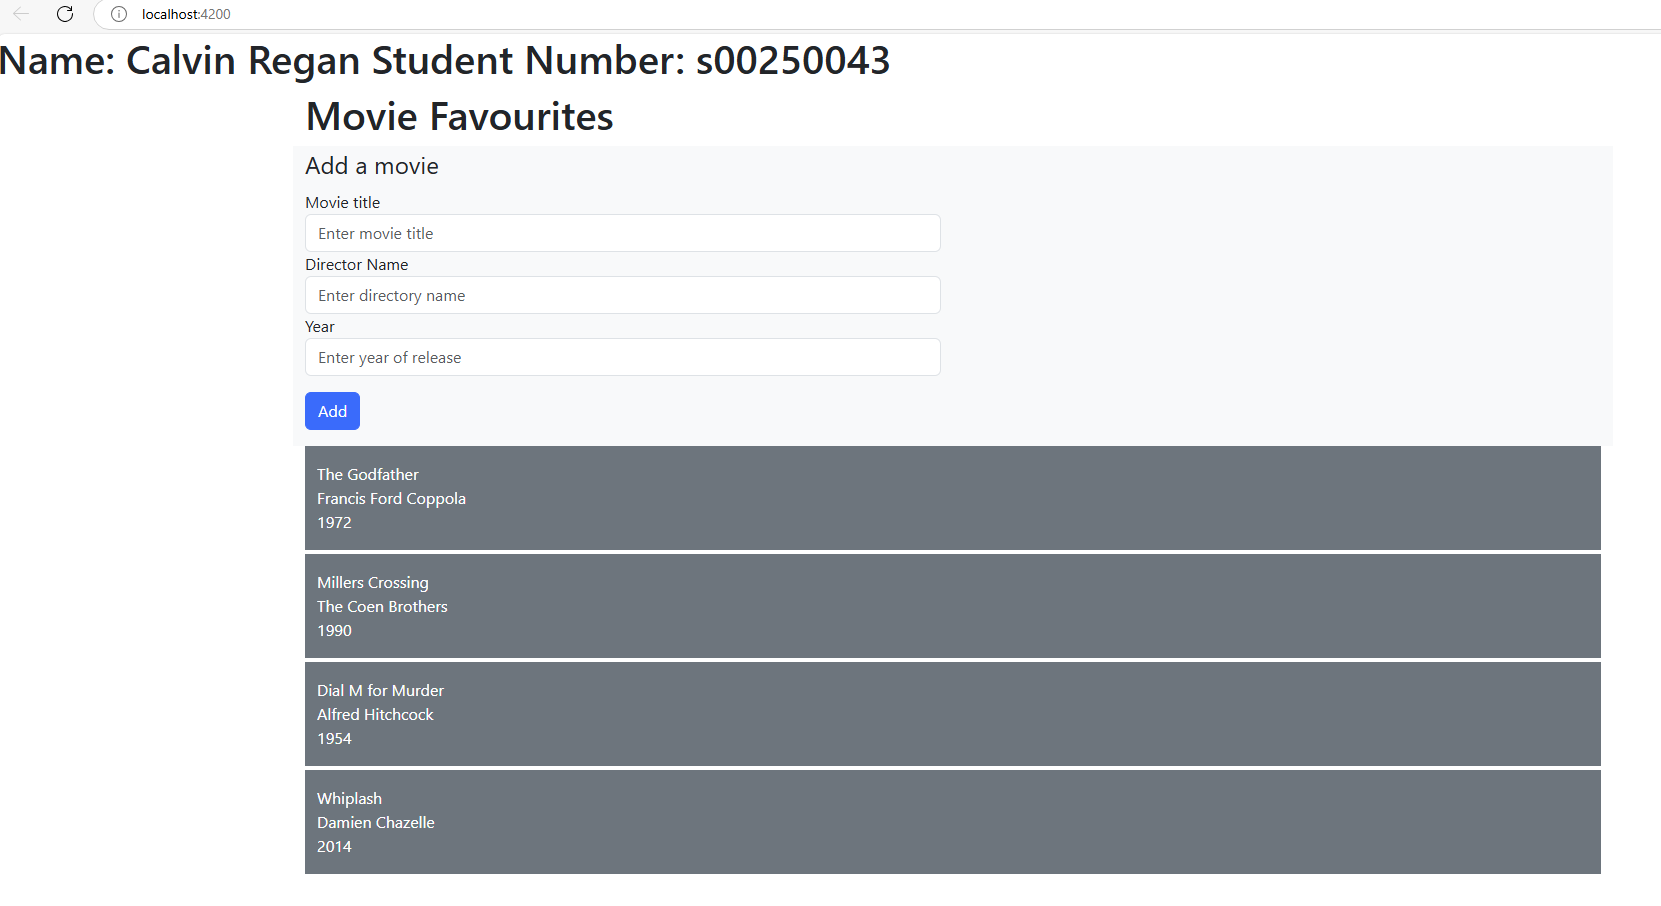 localhost:4200
Name: Calvin Regan Student Number: s00250043
Movie Favourites
Add a movie
Movie title
Enter movie title
Director Name
Enter directory name
Year
Enter year of release
Add
The Godfather
Francis Ford Coppola
1972
Millers Crossing
The Coen Brothers
1990
Dial M for Murder
Alfred Hitchcock
1954
Whiplash
Damien Chazelle
2014